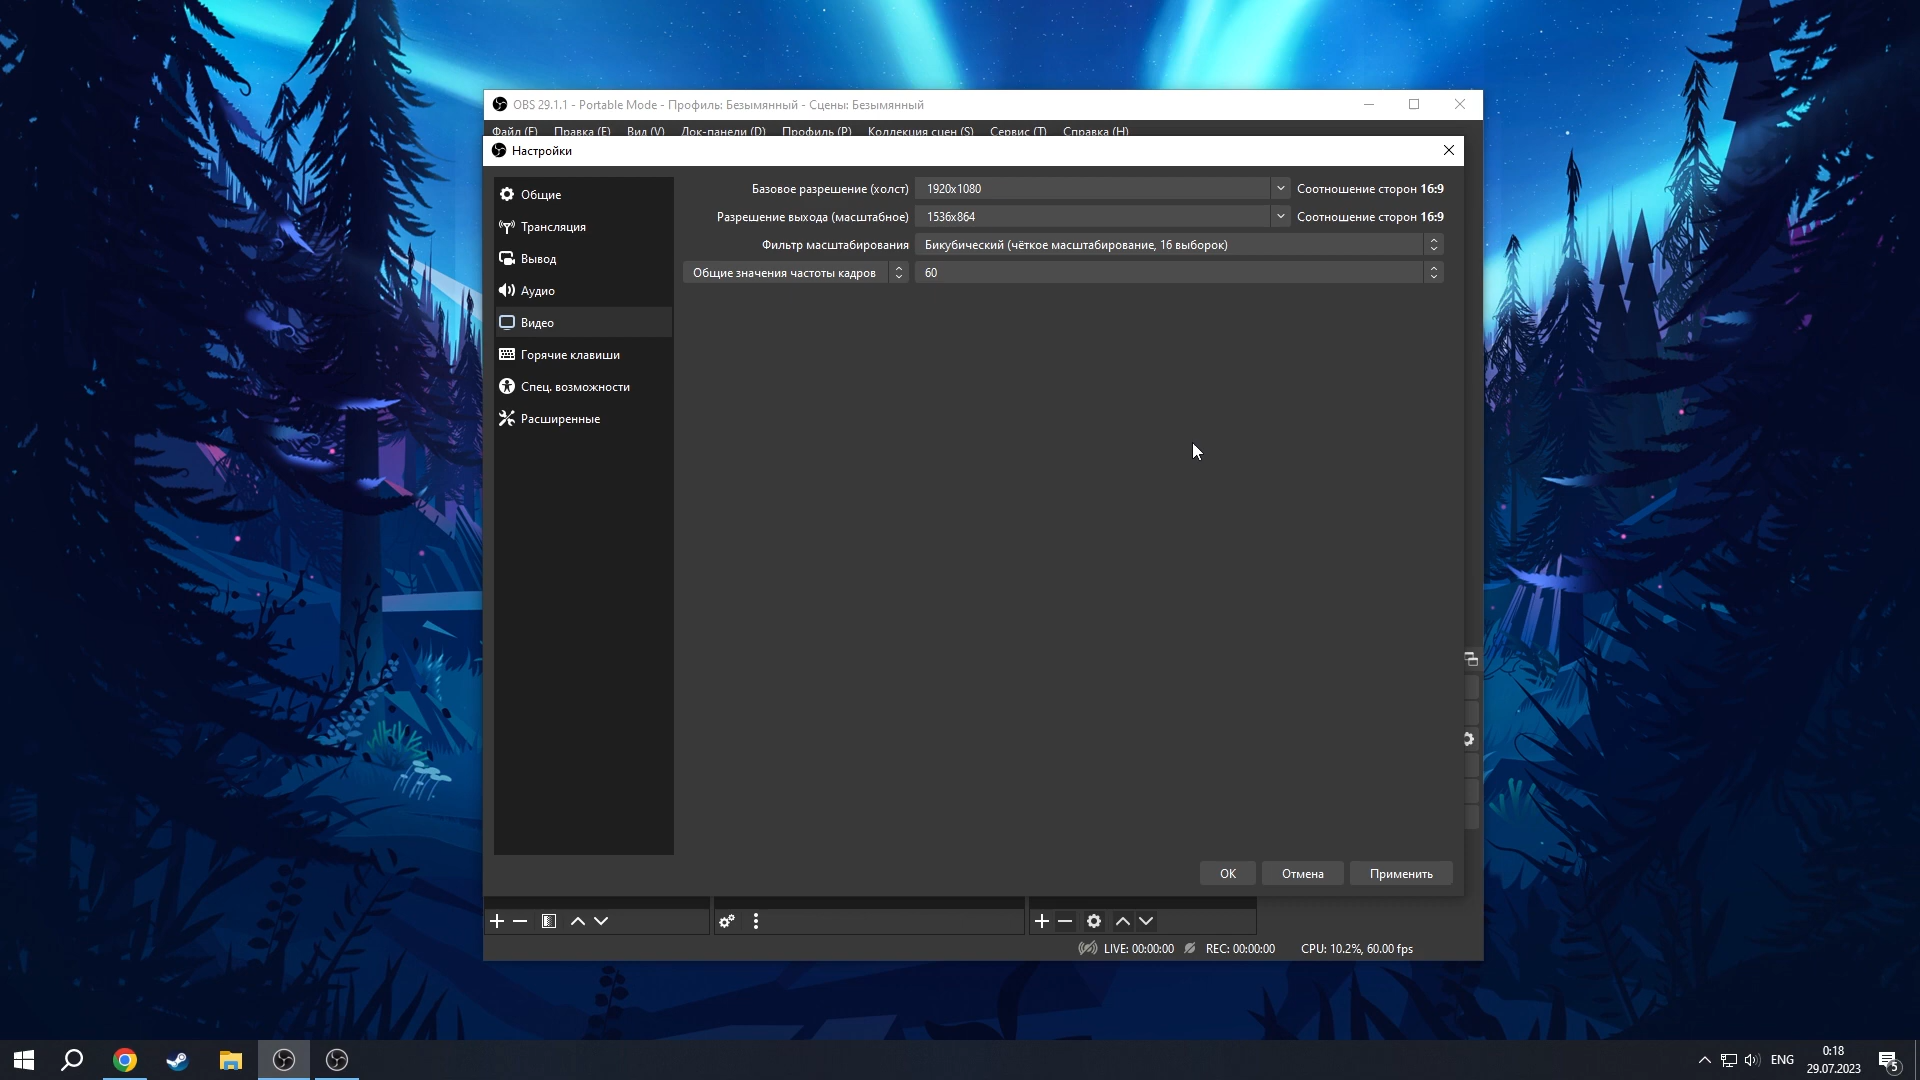 OBS 29.1.1 - Portable Mode - Профиль: Безымянный - Сцены: Безымянный
Файл (F) Правка (E) Вид (V) Док-панели (D) Профиль (P) Коллекция сцен (S) Сервис (T) Справка (H)
Настройки
Общие
Трансляция
Вывод
Аудио
Видео
Горячие клавиши
Спец. возможности
Расширенные
Базовое разрешение (холст) 1920x1080 Соотношение сторон 16:9
Разрешение выхода (масштабное) 1536x864 Соотношение сторон 16:9
Фильтр масштабирования Бикубический (чёткое масштабирование, 16 выборок)
Общие значения частоты кадров 60
ОК Отмена Применить
LIVE: 00:00:00 REC: 00:00:00 CPU: 10.2%, 60.00 fps
ENG
0:18
29.07.2023
5